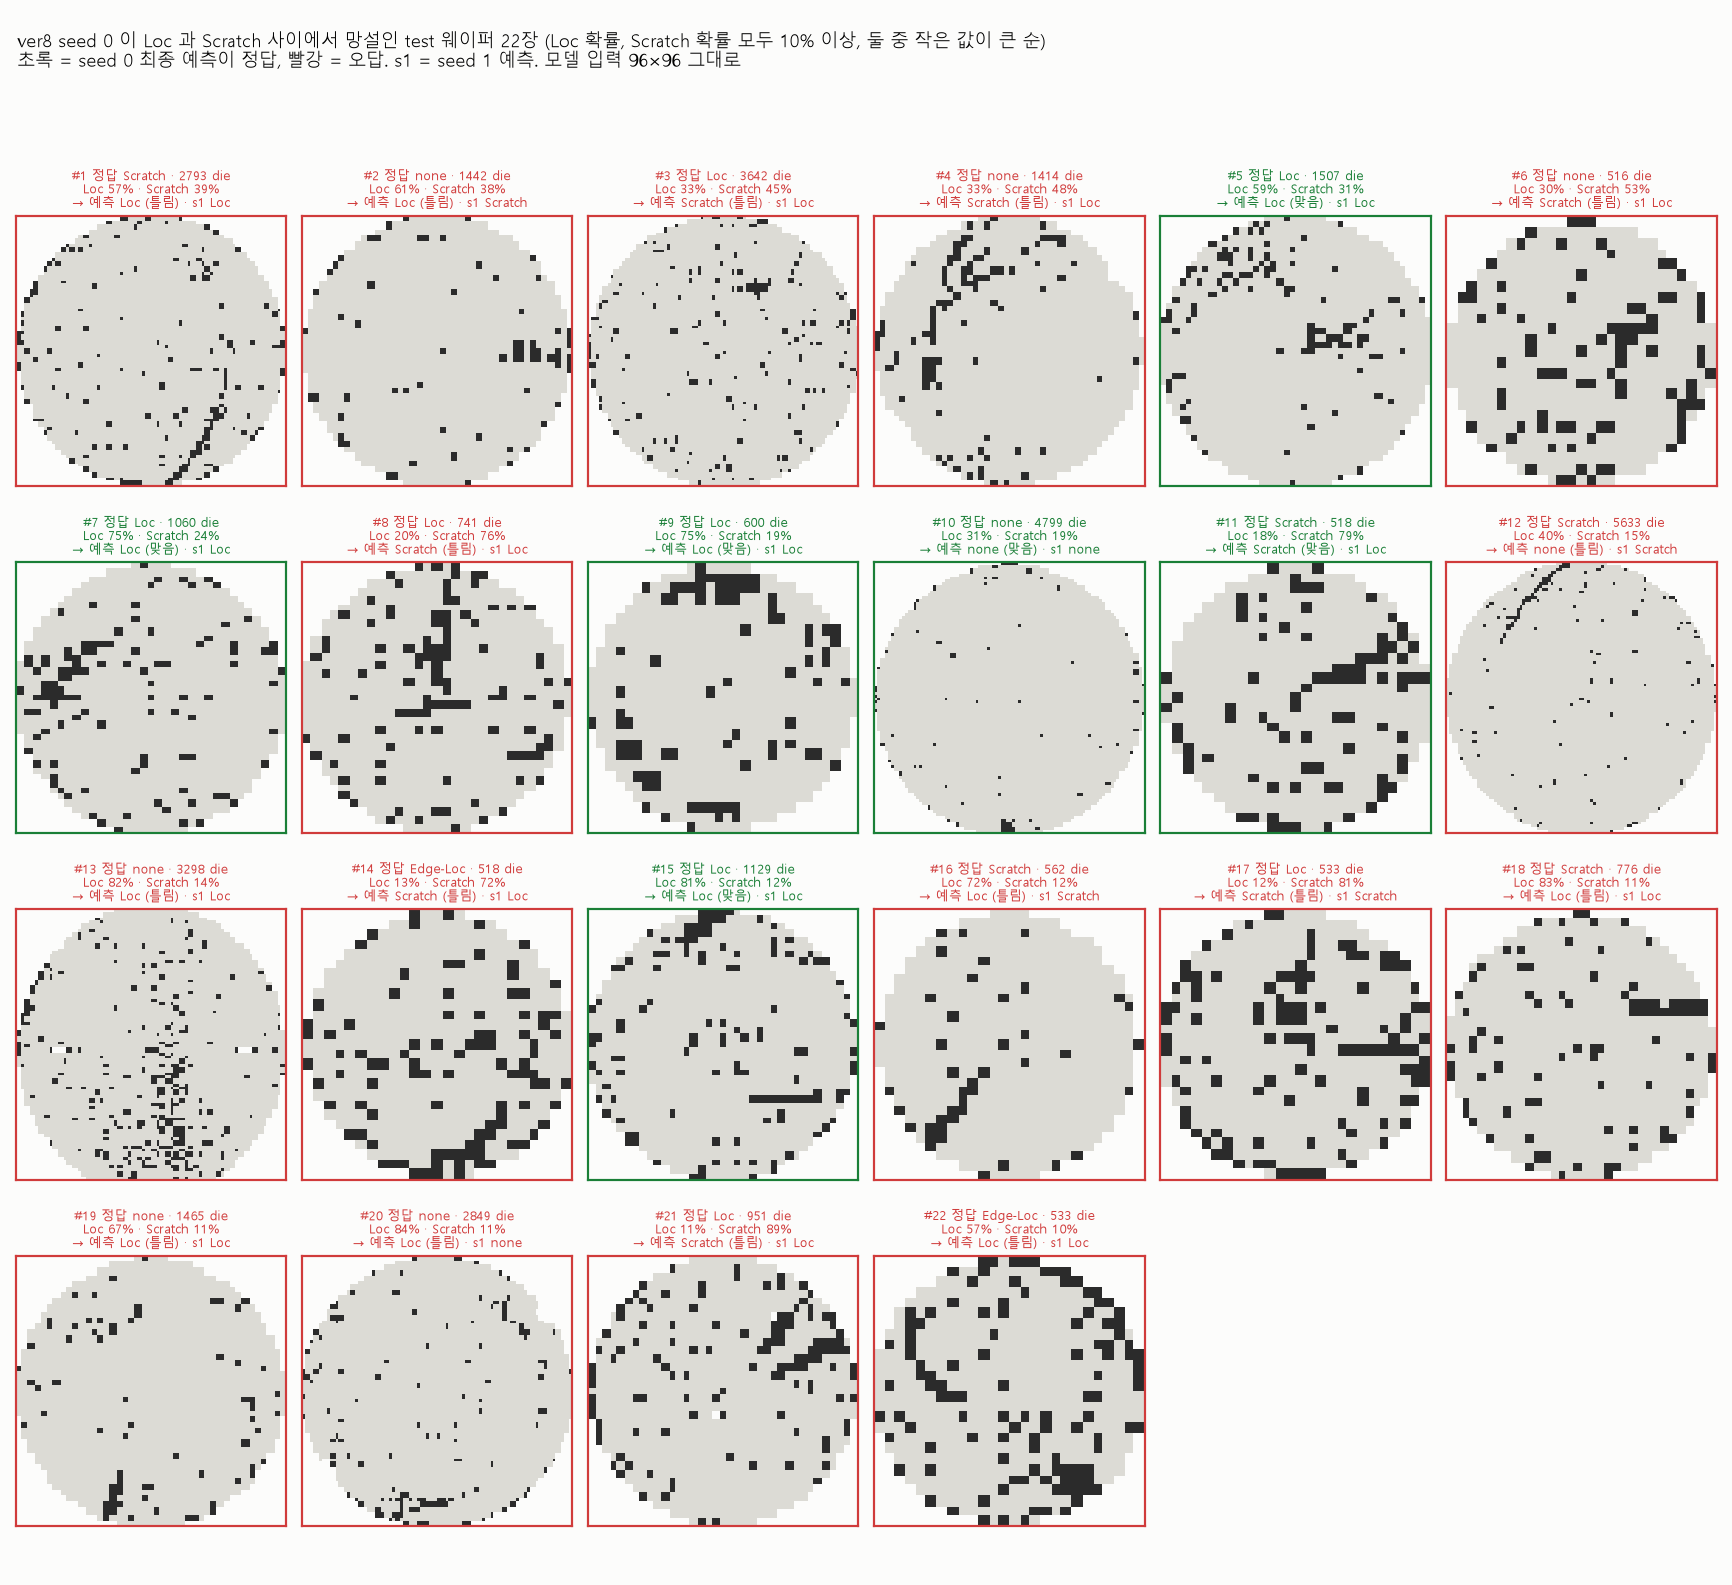 ver8 seed 0 이 Loc 과 Scratch 사이에서 망설인 test 웨이퍼 22장 (Loc 확률, Scratch 확률 모두 10% 이상, 둘 중 작은 값이 큰 순)
초록 = seed 0 최종 예측이 정답, 빨강 = 오답. s1 = seed 1 예측. 모델 입력 96×96 그대로
#1 정답 Scratch · 2793 die
Loc 57% · Scratch 39%
→ 예측 Loc (틀림) · s1 Loc
#2 정답 none · 1442 die
Loc 61% · Scratch 38%
→ 예측 Loc (틀림) · s1 Scratch
#3 정답 Loc · 3642 die
Loc 33% · Scratch 45%
→ 예측 Scratch (틀림) · s1 Loc
#4 정답 none · 1414 die
Loc 33% · Scratch 48%
→ 예측 Scratch (틀림) · s1 Loc
#5 정답 Loc · 1507 die
Loc 59% · Scratch 31%
→ 예측 Loc (맞음) · s1 Loc
#6 정답 none · 516 die
Loc 30% · Scratch 53%
→ 예측 Scratch (틀림) · s1 Loc
#7 정답 Loc · 1060 die
Loc 75% · Scratch 24%
→ 예측 Loc (맞음) · s1 Loc
#8 정답 Loc · 741 die
Loc 20% · Scratch 76%
→ 예측 Scratch (틀림) · s1 Loc
#9 정답 Loc · 600 die
Loc 75% · Scratch 19%
→ 예측 Loc (맞음) · s1 Loc
#10 정답 none · 4799 die
Loc 31% · Scratch 19%
→ 예측 none (맞음) · s1 none
#11 정답 Scratch · 518 die
Loc 18% · Scratch 79%
→ 예측 Scratch (맞음) · s1 Loc
#12 정답 Scratch · 5633 die
Loc 40% · Scratch 15%
→ 예측 none (틀림) · s1 Scratch
#13 정답 none · 3298 die
Loc 82% · Scratch 14%
→ 예측 Loc (틀림) · s1 Loc
#14 정답 Edge-Loc · 518 die
Loc 13% · Scratch 72%
→ 예측 Scratch (틀림) · s1 Loc
#15 정답 Loc · 1129 die
Loc 81% · Scratch 12%
→ 예측 Loc (맞음) · s1 Loc
#16 정답 Scratch · 562 die
Loc 72% · Scratch 12%
→ 예측 Loc (틀림) · s1 Scratch
#17 정답 Loc · 533 die
Loc 12% · Scratch 81%
→ 예측 Scratch (틀림) · s1 Scratch
#18 정답 Scratch · 776 die
Loc 83% · Scratch 11%
→ 예측 Loc (틀림) · s1 Loc
#19 정답 none · 1465 die
Loc 67% · Scratch 11%
→ 예측 Loc (틀림) · s1 Loc
#20 정답 none · 2849 die
Loc 84% · Scratch 11%
→ 예측 Loc (틀림) · s1 none
#21 정답 Loc · 951 die
Loc 11% · Scratch 89%
→ 예측 Scratch (틀림) · s1 Loc
#22 정답 Edge-Loc · 533 die
Loc 57% · Scratch 10%
→ 예측 Loc (틀림) · s1 Loc